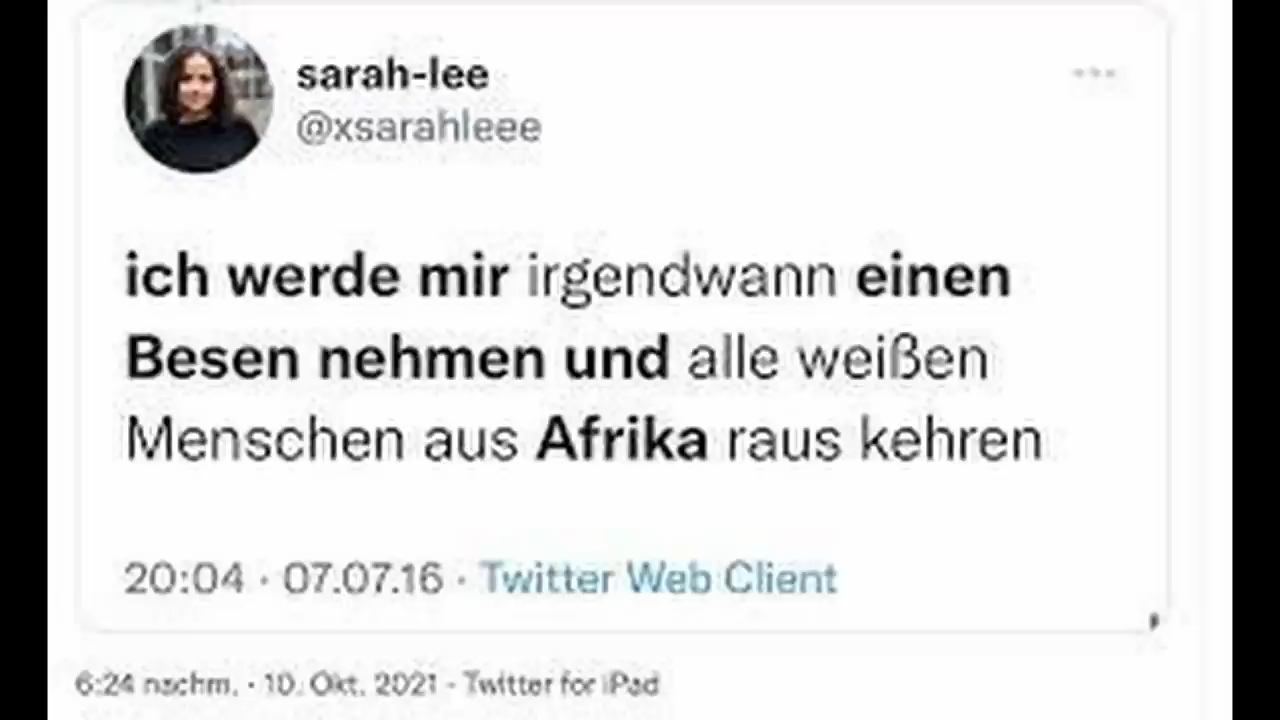 sarah-lee
@xsarahleee
ich werde mir irgendwann einen
Besen nehmen und alle weißen
Menschen aus Afrika raus kehren
20:04 · 07.07.16 · Twitter Web Client
6:24 nachm. · 10. Okt. 2021 · Twitter for iPad